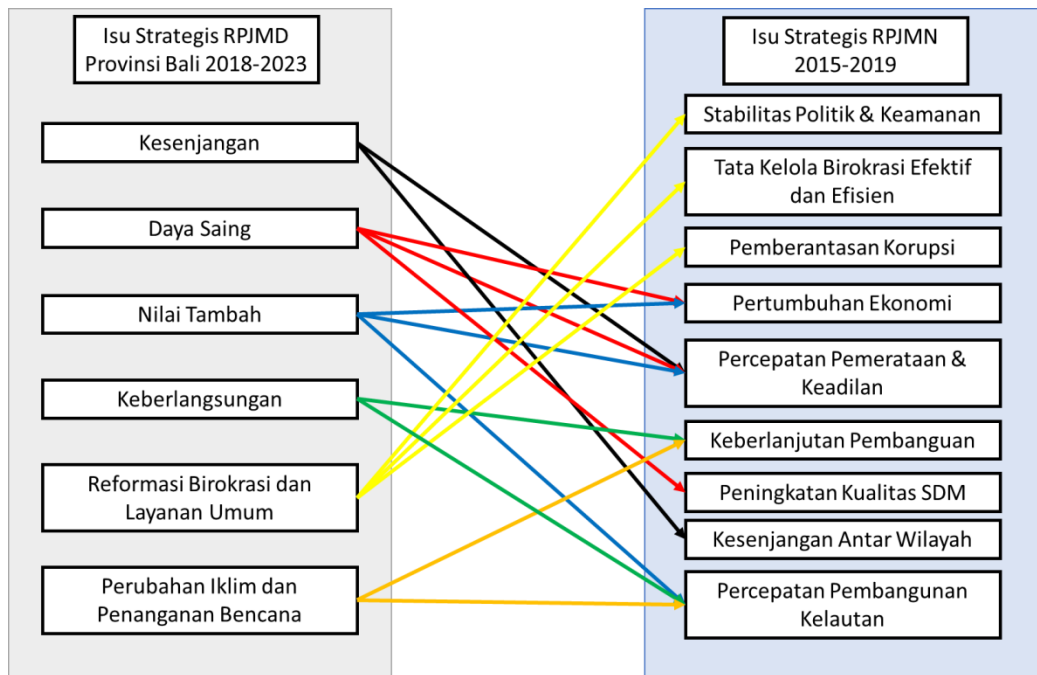 Isu Strategis RPJMD
Provinsi Bali 2018-2023
Kesenjangan
Daya Saing
Nilai Tambah
Keberlangsungan
Reformasi Birokrasi dan
Layanan Umum
Perubahan Iklim dan
Penanganan Bencana
Isu Strategis RPJMN
2015-2019
Stabilitas Politik & Keamanan
Tata Kelola Birokrasi Efektif
dan Efisien
Pemberantasan Korupsi
Pertumbuhan Ekonomi
Percepatan Pemerataan &
Keadilan
Keberlanjutan Pembanguan
Peningkatan Kualitas SDM
Kesenjangan Antar Wilayah
Percepatan Pembangunan
Kelautan